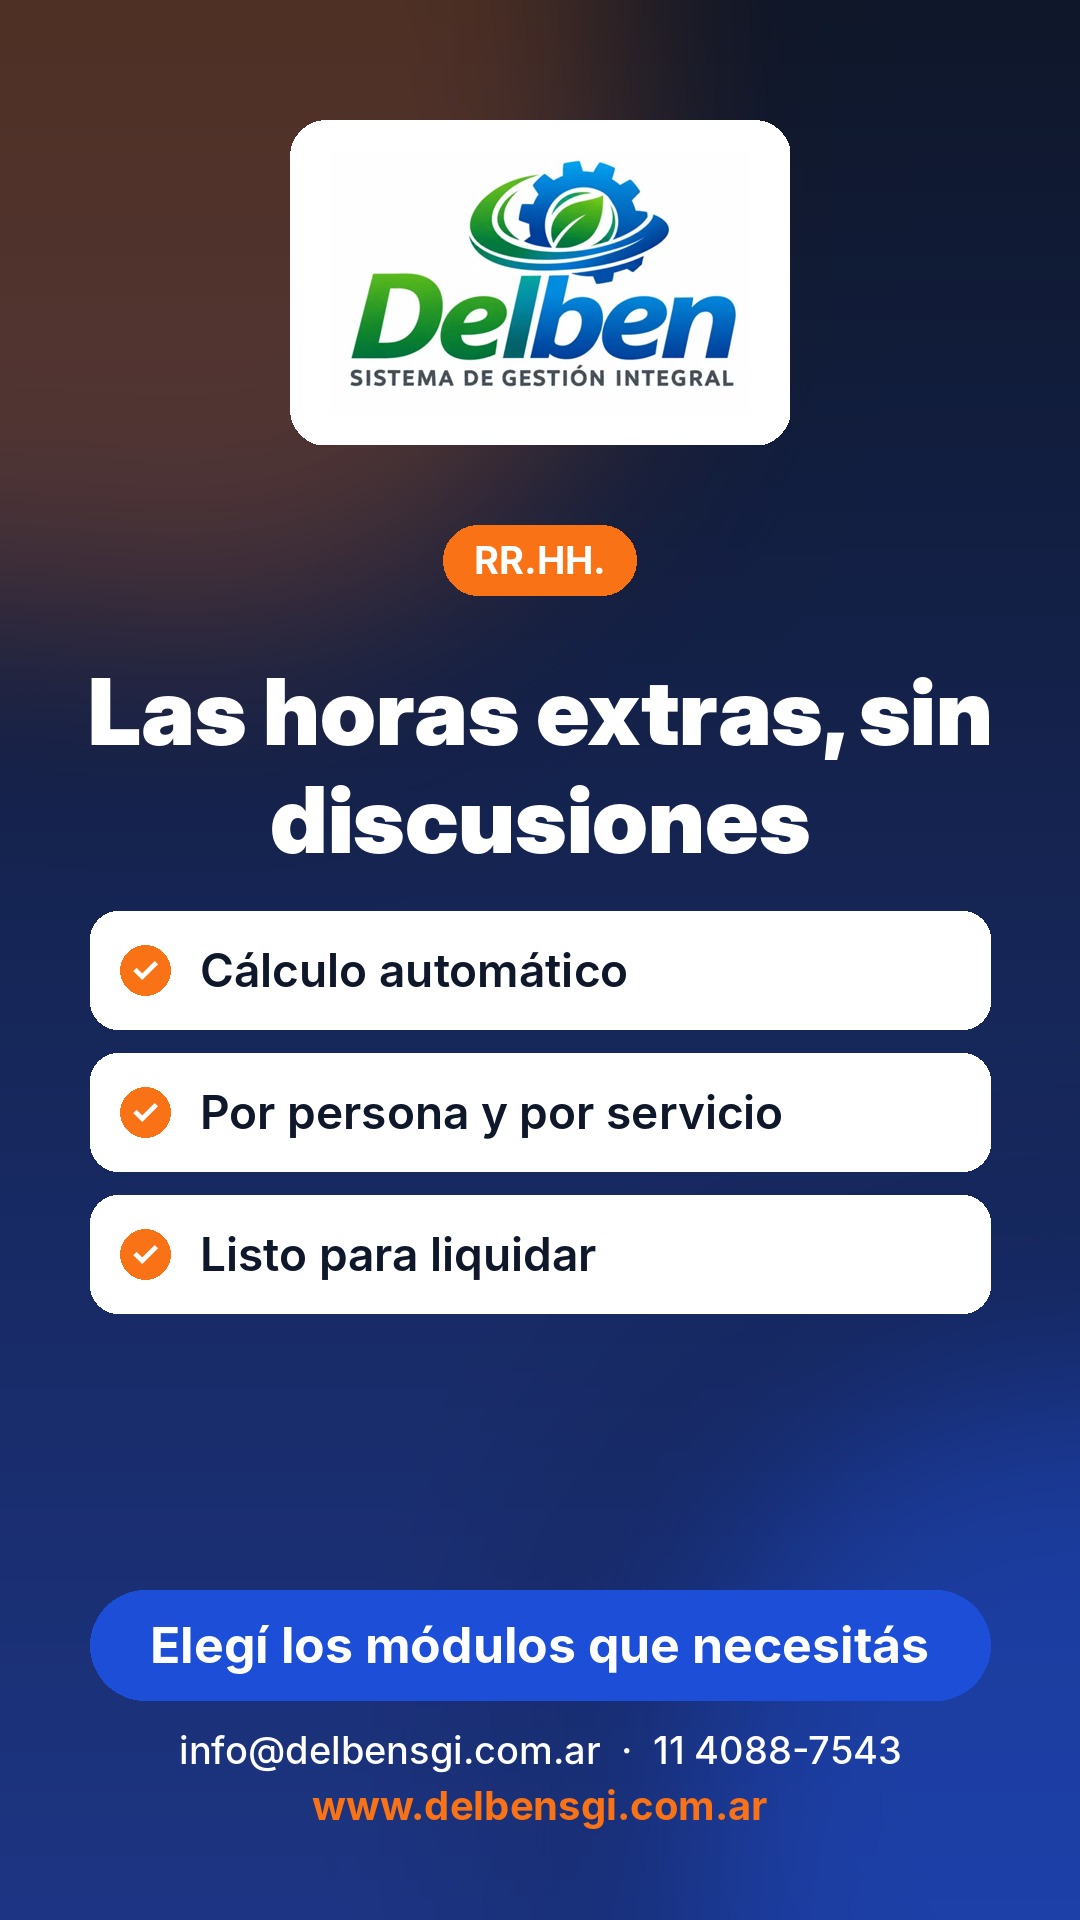 Delben
SISTEMA DE GESTIÓN INTEGRAL
RR.HH.
Las horas extras, sin
discusiones
Cálculo automático
Por persona y por servicio
Listo para liquidar
Elegí los módulos que necesitás
info@delbensgi.com.ar · 11 4088-7543
www.delbensgi.com.ar